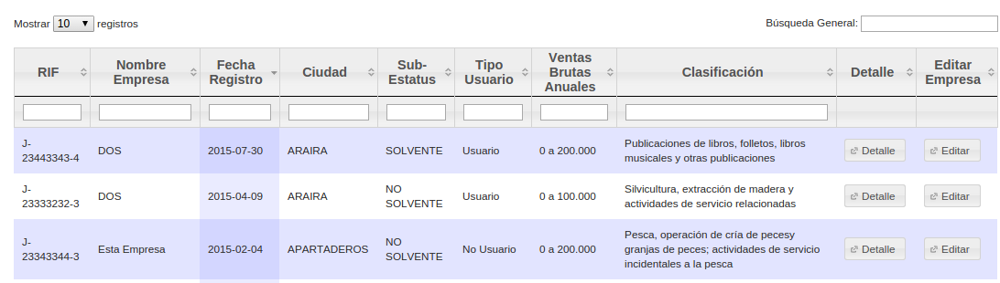 Mostrar 10 registros
Búsqueda General:
RIF
Nombre
Empresa
Fecha
Registro
Ciudad
Sub-
Estatus
Tipo
Usuario
Ventas
Brutas
Anuales
Clasificación
Detalle
Editar
Empresa
J-
23443343-4
DOS
2015-07-30
ARAIRA
SOLVENTE
Usuario
0 a 200.000
Publicaciones de libros, folletos, libros
musicales y otras publicaciones
Detalle
Editar
J-
23333232-3
DOS
2015-04-09
ARAIRA
NO
SOLVENTE
Usuario
0 a 100.000
Silvicultura, extracción de madera y
actividades de servicio relacionadas
Detalle
Editar
J-
23343344-3
Esta Empresa
2015-02-04
APARTADEROS
NO
SOLVENTE
No Usuario
0 a 200.000
Pesca, operación de cría de pecesy
granjas de peces; actividades de servicio
incidentales a la pesca
Detalle
Editar